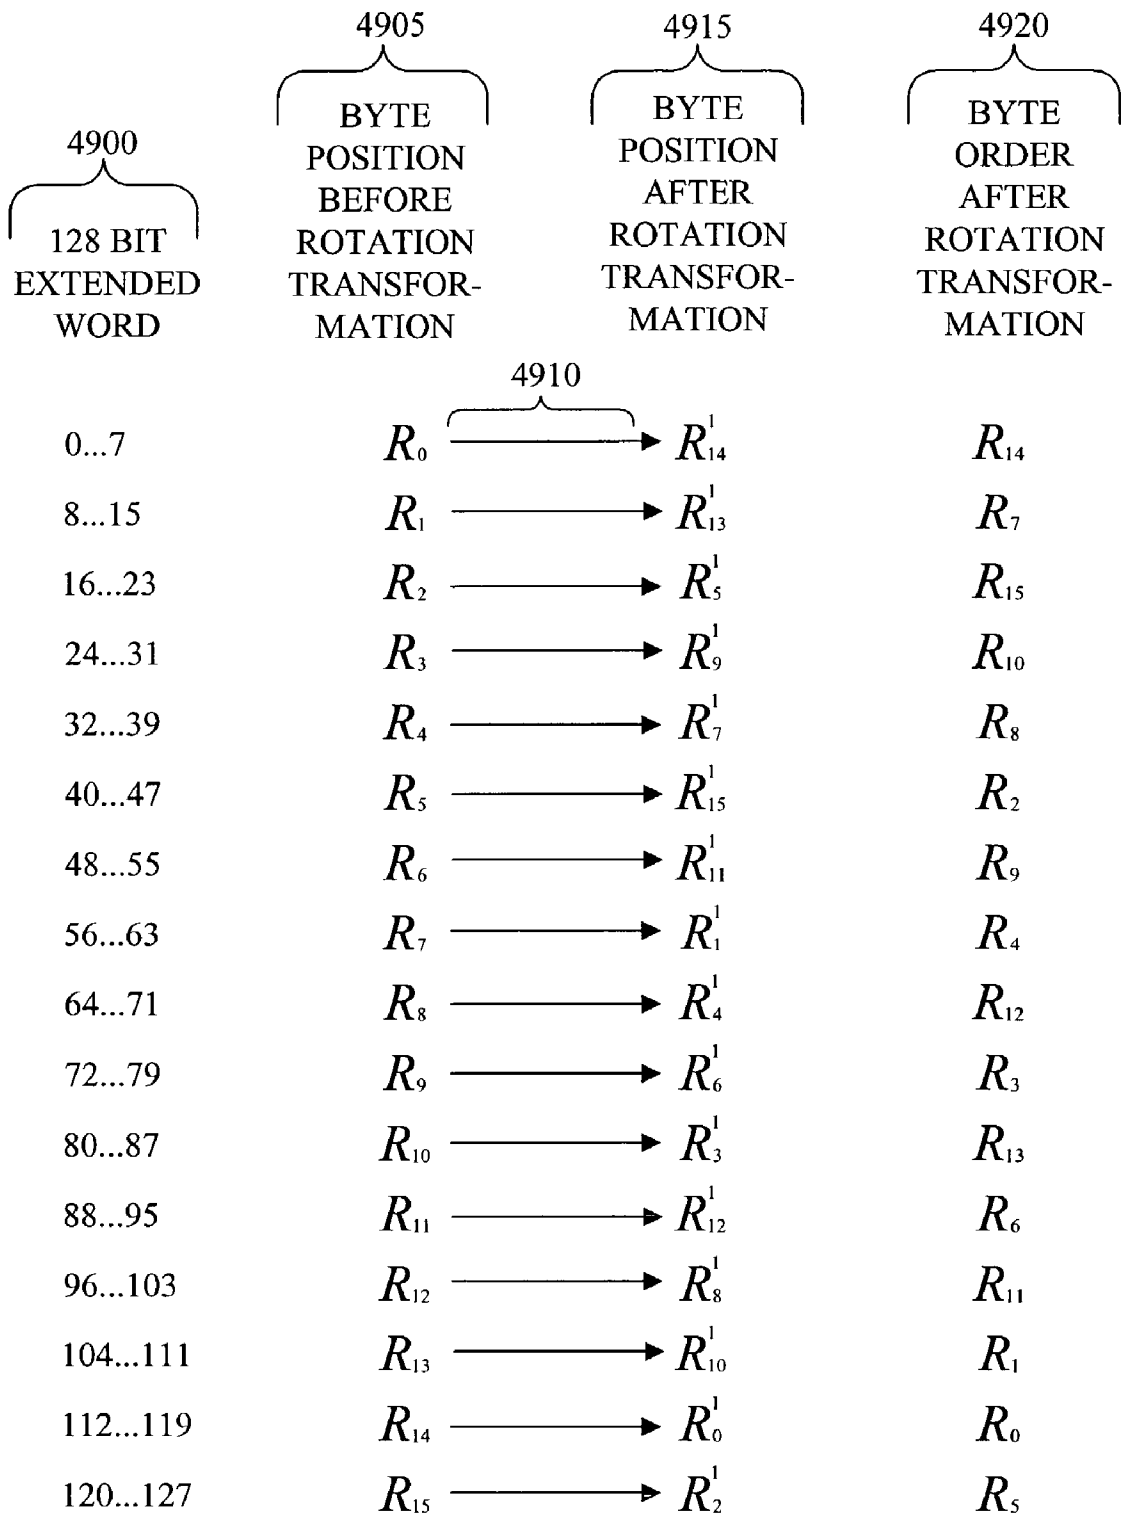 4905 4915 4920
4900
128 BIT
EXTENDED
WORD
BYTE
POSITION
BEFORE
ROTATION
TRANSFOR-
MATION
BYTE
POSITION
AFTER
ROTATION
TRANSFOR-
MATION
BYTE
ORDER
AFTER
ROTATION
TRANSFOR-
MATION
4910
0...7 R₀ R¹₁₄ R₁₄
8...15 R₁ R¹₁₃ R₇
16...23 R₂ R¹₅ R₁₅
24...31 R₃ R¹₉ R₁₀
32...39 R₄ R¹₇ R₈
40...47 R₅ R¹₁₅ R₂
48...55 R₆ R¹₁₁ R₉
56...63 R₇ R¹₁ R₄
64...71 R₈ R¹₄ R₁₂
72...79 R₉ R¹₆ R₃
80...87 R₁₀ R¹₃ R₁₃
88...95 R₁₁ R¹₁₂ R₆
96...103 R₁₂ R¹₈ R₁₁
104...111 R₁₃ R¹₁₀ R₁
112...119 R₁₄ R¹₀ R₀
120...127 R₁₅ R¹₂ R₅